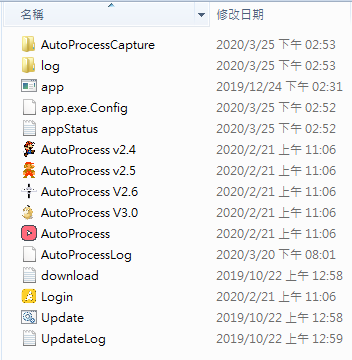 名稱 修改日期
AutoProcessCapture 2020/3/25 下午 02:53
log 2020/3/25 下午 02:53
app 2019/12/24 下午 02:31
app.exe.Config 2020/3/25 下午 02:52
appStatus 2020/3/25 下午 02:52
AutoProcess v2.4 2020/2/21 上午 11:06
AutoProcess v2.5 2020/2/21 上午 11:06
AutoProcess V2.6 2020/2/21 上午 11:06
AutoProcess V3.0 2020/2/21 上午 11:06
AutoProcess 2020/2/21 上午 11:06
AutoProcessLog 2020/3/20 下午 08:01
download 2019/10/22 上午 12:58
Login 2020/2/21 上午 11:06
Update 2019/10/22 上午 12:58
UpdateLog 2019/10/22 上午 12:59